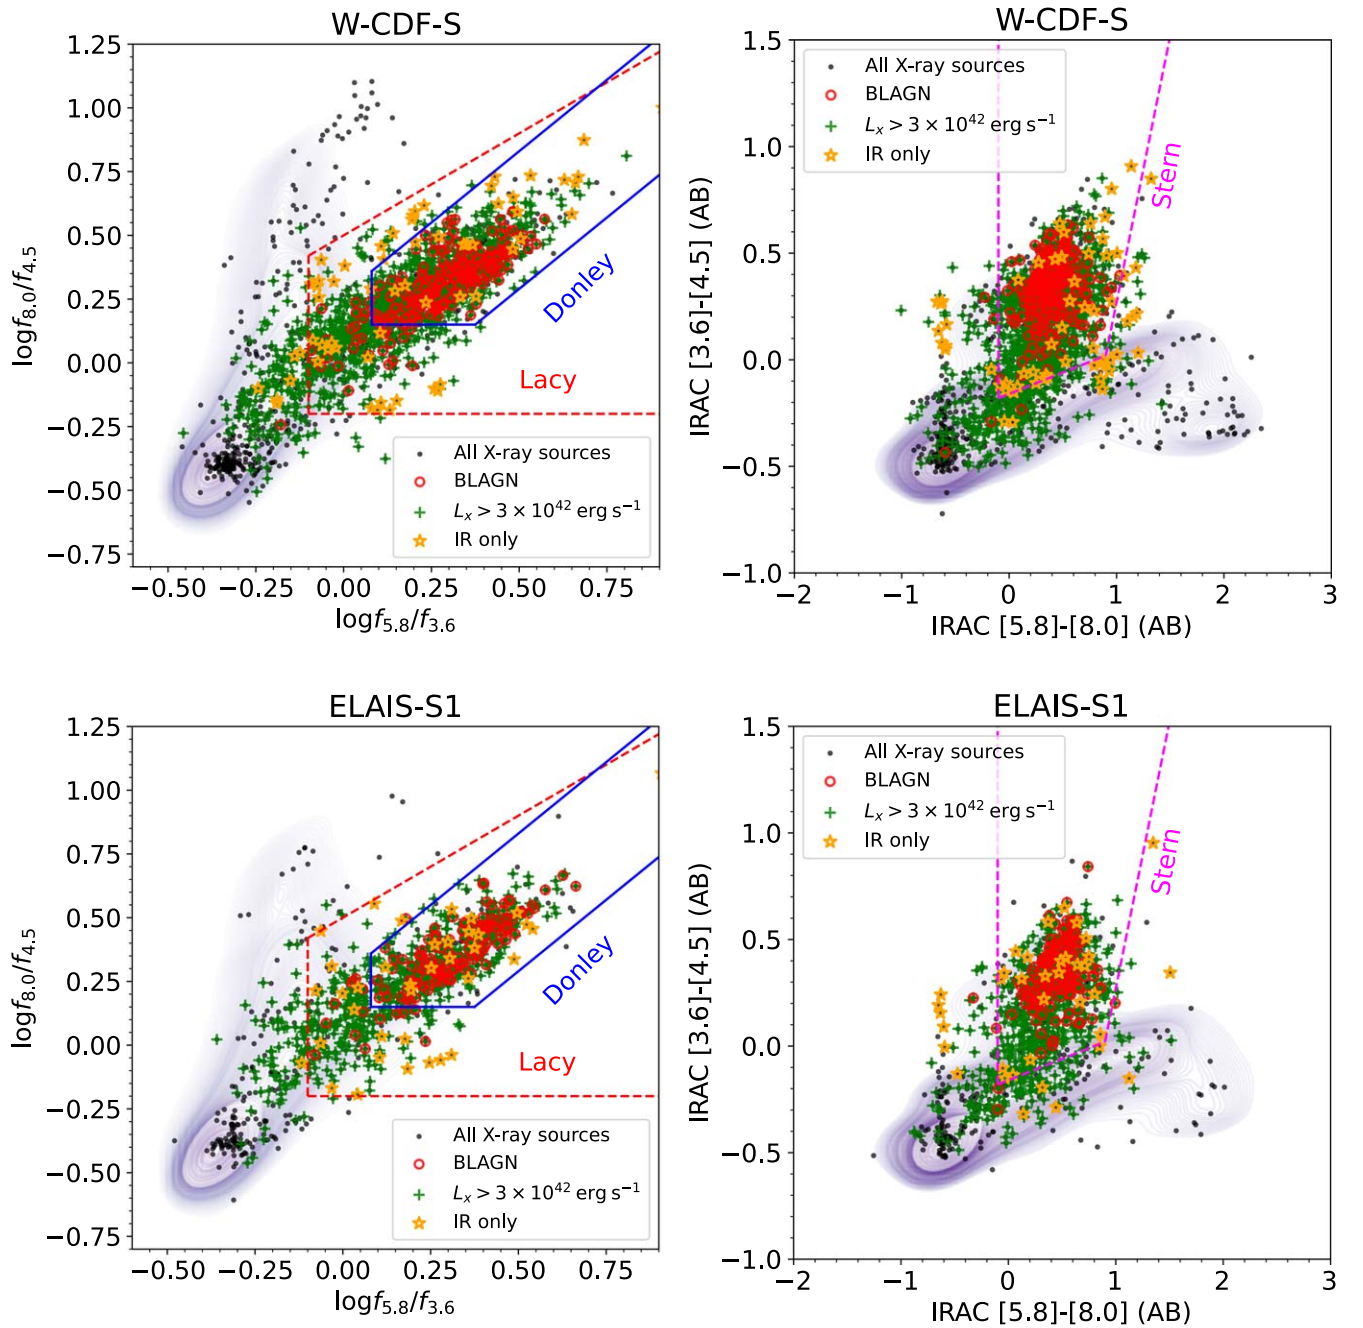 W-CDF-S
1.25
1.00
0.75
0.50
0.25
0.00
−0.25
−0.50
−0.75
logf8.0/f4.5
Lacy
Donley
All X-ray sources
BLAGN
Lx > 3 × 10^42 erg s^−1
IR only
−0.50 −0.25 0.00 0.25 0.50 0.75
logf5.8/f3.6
W-CDF-S
1.5
1.0
0.5
0.0
−0.5
−1.0
IRAC [3.6]-[4.5] (AB)
All X-ray sources
BLAGN
Lx > 3 × 10^42 erg s^−1
IR only
Stern
−2 −1 0 1 2 3
IRAC [5.8]-[8.0] (AB)
ELAIS-S1
1.25
1.00
0.75
0.50
0.25
0.00
−0.25
−0.50
−0.75
logf8.0/f4.5
Donley
Lacy
All X-ray sources
BLAGN
Lx > 3 × 10^42 erg s^−1
IR only
−0.50 −0.25 0.00 0.25 0.50 0.75
logf5.8/f3.6
ELAIS-S1
1.5
1.0
0.5
0.0
−0.5
−1.0
IRAC [3.6]-[4.5] (AB)
All X-ray sources
BLAGN
Lx > 3 × 10^42 erg s^−1
IR only
Stern
−2 −1 0 1 2 3
IRAC [5.8]-[8.0] (AB)